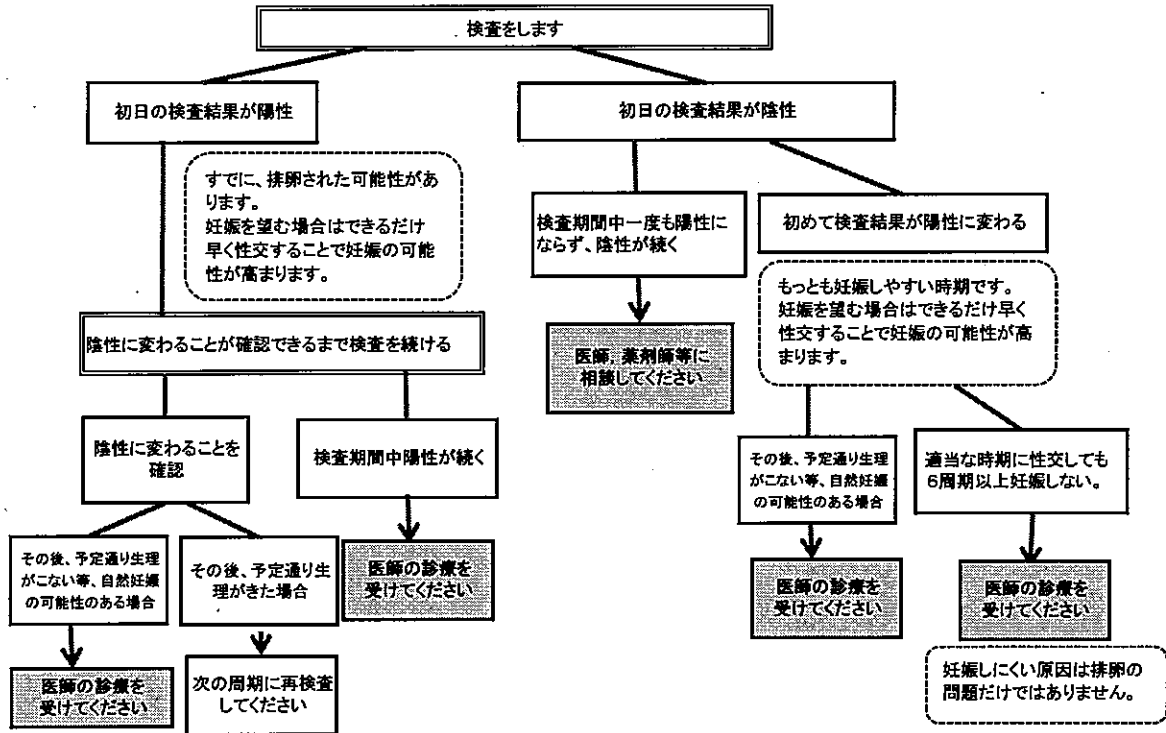 検査をします
初日の検査結果が陽性
初日の検査結果が陰性
すでに、排卵された可能性があ
ります。
妊娠を望む場合はできるだけ
早く性交することで妊娠の可能
性が高まります。
検査期間中一度も陽性に
ならず、陰性が続く
初めて検査結果が陽性に変わる
もっとも妊娠しやすい時期です。
妊娠を望む場合はできるだけ早く
性交することで妊娠の可能性が高
まります。
陰性に変わることが確認できるまで検査を続ける
医師，薬剤師等に
相談してください
陰性に変わることを
確認
検査期間中陽性が続く
その後、予定通り生理
がこない等、自然妊娠
の可能性のある場合
適当な時期に性交しても
6周期以上妊娠しない。
その後、予定通り生理
がこない等、自然妊娠
の可能性のある場合
その後、予定通り生
理がきた場合
医師の診療を
受けてください
医師の診療を
受けてください
医師の診療を
受けてください
医師の診療を
受けてください
次の周期に再検査
してください
妊娠しにくい原因は排卵の
問題だけではありません。